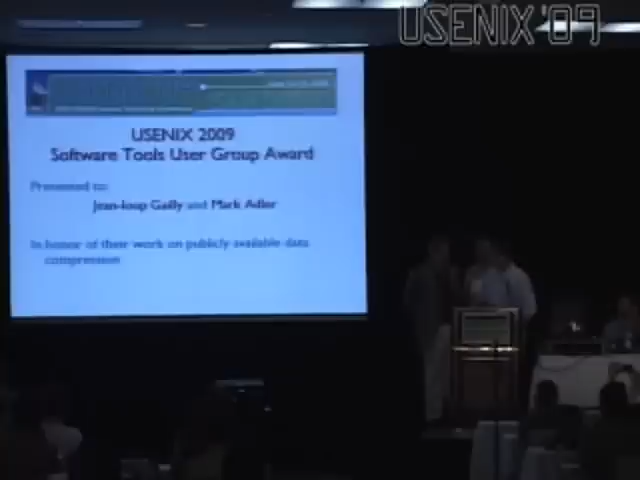 USENIX'09
USENIX 2009
Software Tools User Group Award
Presented to:
Jean-loup Gailly and Mark Adler
In honor of their work on publicly available data
compression